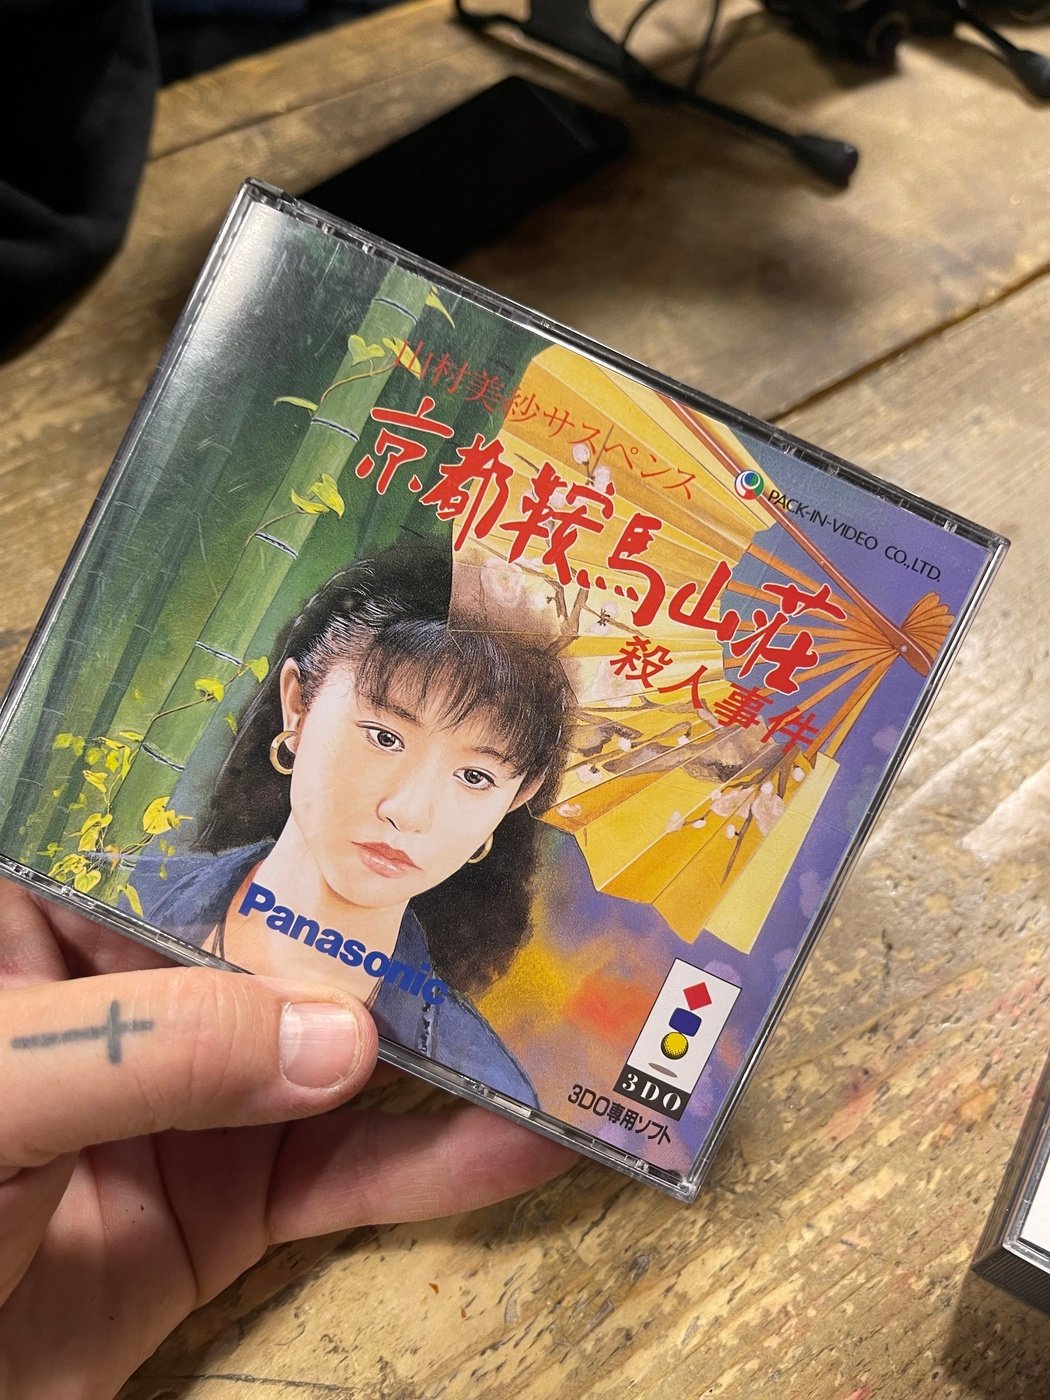 山村美紗サスペンス
京都鞍馬山荘
殺人事件
PACK-IN-VIDEO CO.,LTD.
Panasonic
3DO
3DO専用ソフト